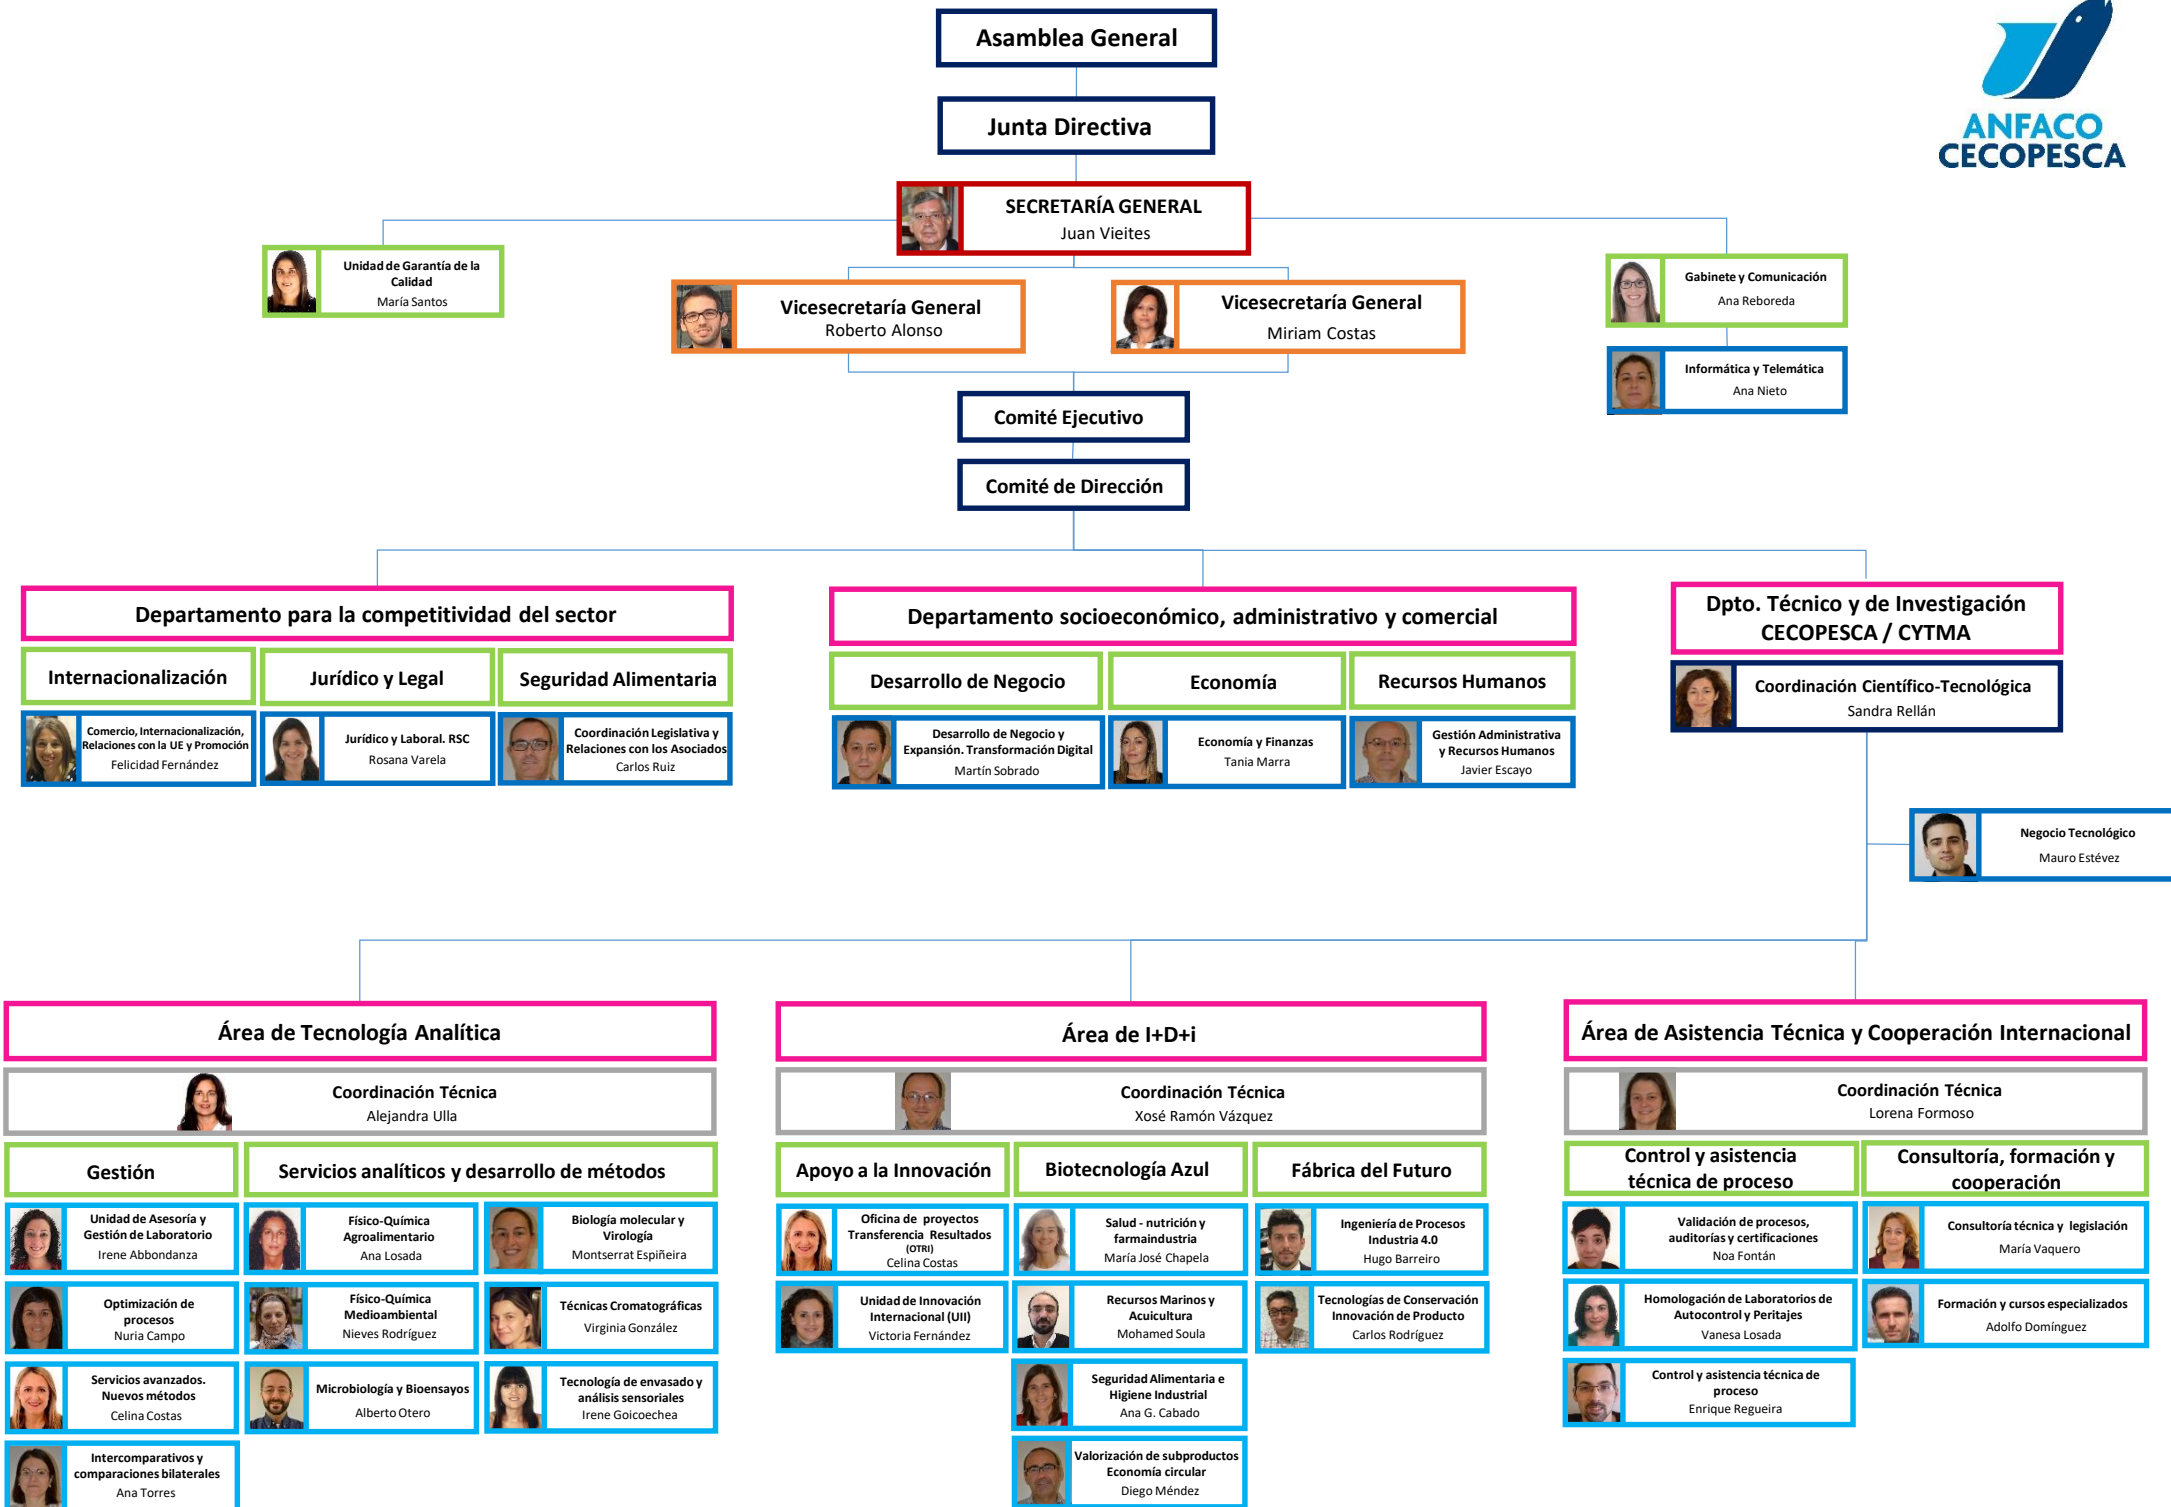 Asamblea General
Junta Directiva
ANFACO
CECOPESCA
SECRETARÍA GENERAL
Juan Vieites
Unidad de Garantía de la
Calidad
María Santos
Vicesecretaría General
Roberto Alonso
Vicesecretaría General
Miriam Costas
Gabinete y Comunicación
Ana Reboreda
Informática y Telemática
Ana Nieto
Comité Ejecutivo
Comité de Dirección
Departamento para la competitividad del sector
Internacionalización
Jurídico y Legal
Seguridad Alimentaria
Comercio, Internacionalización,
Relaciones con la UE y Promoción
Felicidad Fernández
Jurídico y Laboral. RSC
Rosana Varela
Coordinación Legislativa y
Relaciones con los Asociados
Carlos Ruiz
Departamento socioeconómico, administrativo y comercial
Desarrollo de Negocio
Economía
Recursos Humanos
Desarrollo de Negocio y
Expansión. Transformación Digital
Martín Sobrado
Economía y Finanzas
Tania Marra
Gestión Administrativa
y Recursos Humanos
Javier Escayo
Dpto. Técnico y de Investigación
CECOPESCA / CYTMA
Coordinación Científico-Tecnológica
Sandra Rellán
Negocio Tecnológico
Mauro Estévez
Área de Tecnología Analítica
Coordinación Técnica
Alejandra Ulla
Gestión
Servicios analíticos y desarrollo de métodos
Unidad de Asesoría y
Gestión de Laboratorio
Irene Abbondanza
Físico-Química
Agroalimentario
Ana Losada
Biología molecular y
Virología
Montserrat Espiñeira
Optimización de
procesos
Nuria Campo
Físico-Química
Medioambiental
Nieves Rodríguez
Técnicas Cromatográficas
Virginia González
Servicios avanzados.
Nuevos métodos
Celina Costas
Microbiología y Bioensayos
Alberto Otero
Tecnología de envasado y
análisis sensoriales
Irene Goicoechea
Intercomparativos y
comparaciones bilaterales
Ana Torres
Área de I+D+i
Coordinación Técnica
Xosé Ramón Vázquez
Apoyo a la Innovación
Biotecnología Azul
Fábrica del Futuro
Oficina de proyectos
Transferencia Resultados
(OTRI)
Celina Costas
Salud - nutrición y
farmaindustria
María José Chapela
Ingeniería de Procesos
Industria 4.0
Hugo Barreiro
Unidad de Innovación
Internacional (UII)
Victoria Fernández
Recursos Marinos y
Acuicultura
Mohamed Soula
Tecnologías de Conservación
Innovación de Producto
Carlos Rodríguez
Seguridad Alimentaria e
Higiene Industrial
Ana G. Cabado
Valorización de subproductos
Economía circular
Diego Méndez
Área de Asistencia Técnica y Cooperación Internacional
Coordinación Técnica
Lorena Formoso
Control y asistencia
técnica de proceso
Consultoría, formación y
cooperación
Validación de procesos,
auditorías y certificaciones
Noa Fontán
Consultoría técnica y legislación
María Vaquero
Homologación de Laboratorios de
Autocontrol y Peritajes
Vanesa Losada
Formación y cursos especializados
Adolfo Domínguez
Control y asistencia técnica de
proceso
Enrique Regueira